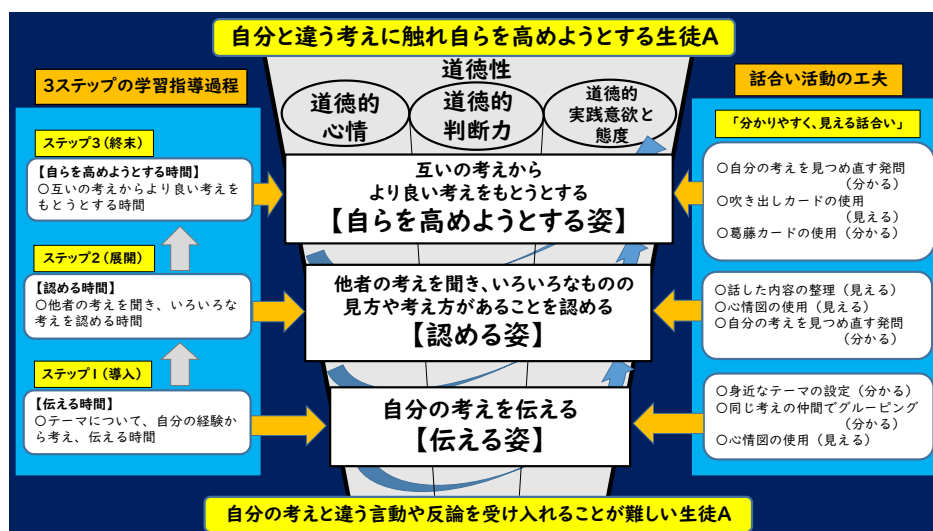 自分と違う考えに触れ自らを高めようとする生徒A
3ステップの学習指導過程
ステップ3(終末)
【自らを高めようとする時間】
○互いの考えからより良い考えを
もとうとする時間
ステップ2(展開)
【認める時間】
○他者の考えを聞き、いろいろな
考えを認める時間
ステップ1(導入)
【伝える時間】
○テーマについて、自分の経験か
ら考え、伝える時間
道徳性
道徳的
心情
道徳的
判断力
道徳的
実践意欲と
態度
互いの考えから
より良い考えをもとうとする
【自らを高めようとする姿】
他者の考えを聞き、いろいろなものの
見方や考え方があることを認める
【認める姿】
自分の考えを伝える
【伝える姿】
話合い活動の工夫
「分かりやすく、見える話合い」
○自分の考えを見つめ直す発問
(分かる)
○吹き出しカードの使用
(見える)
○葛藤カードの使用(分かる)
○話した内容の整理(見える)
○心情図の使用(見える)
○自分の考えを見つめ直す発問
(分かる)
○身近なテーマの設定(分かる)
○同じ考えの仲間でグルーピング
(分かる)
○心情図の使用(見える)
自分の考えと違う言動や反論を受け入れることが難しい生徒A